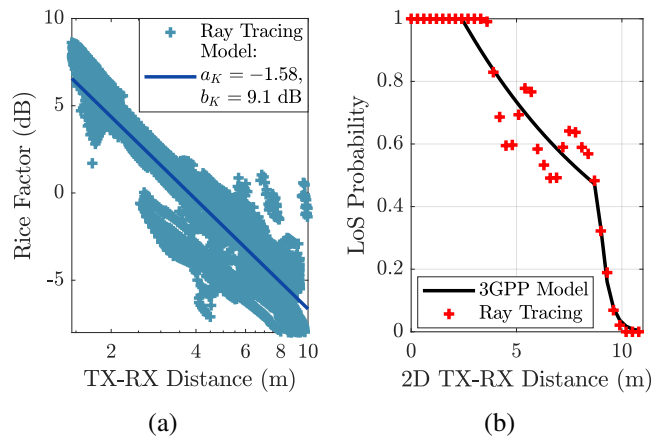 10
5
0
-5
2
4
6
8
10
Rice Factor (dB)
TX-RX Distance (m)
Ray Tracing
Model:
a_K = −1.58,
b_K = 9.1 dB
(a)
1
0.8
0.6
0.4
0.2
0
0
5
10
LoS Probability
2D TX-RX Distance (m)
3GPP Model
Ray Tracing
(b)